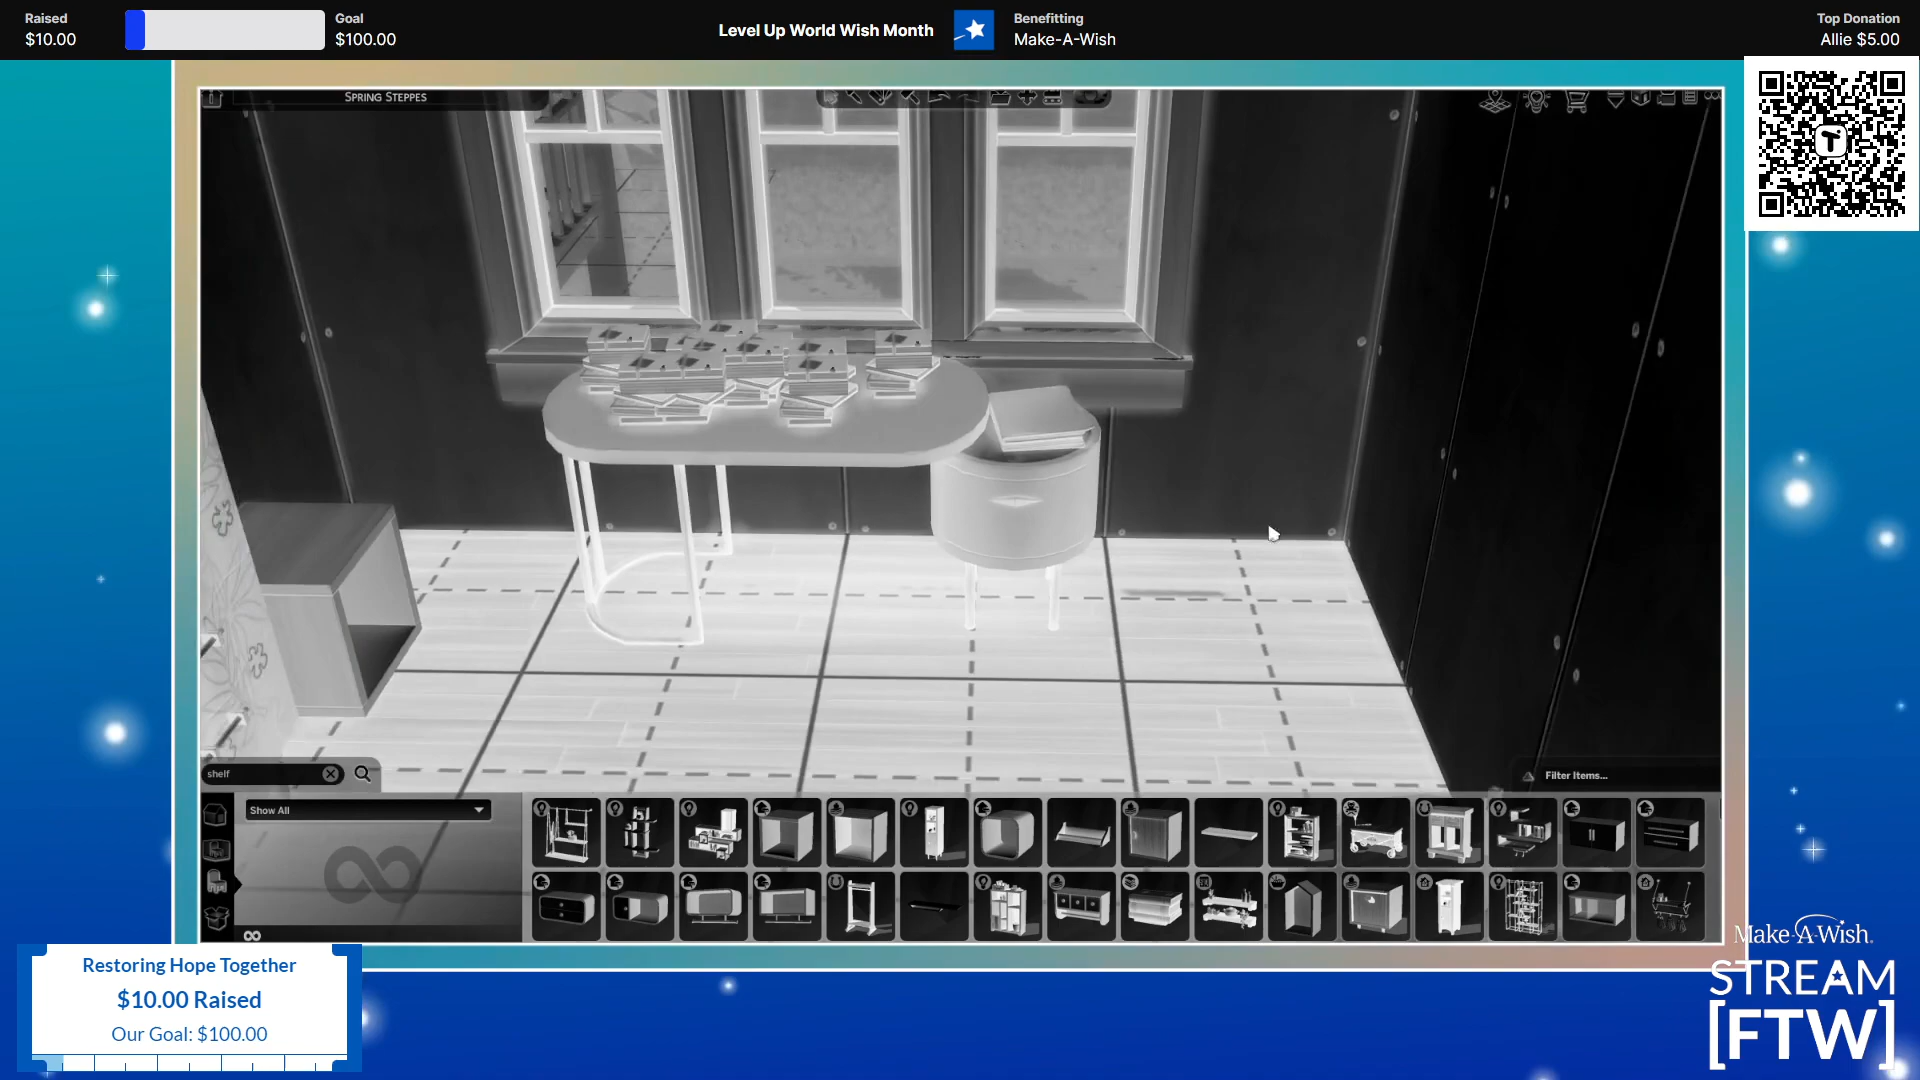 Raised
$10.00
Goal
$100.00
Level Up World Wish Month
Benefitting
Make-A-Wish
Top Donation
Allie $5.00
SPRING STEPPES
shelf
Filter Items...
Show All
Restoring Hope Together
$10.00 Raised
Our Goal: $100.00
Make-A-Wish.
STREAM
[FTW]